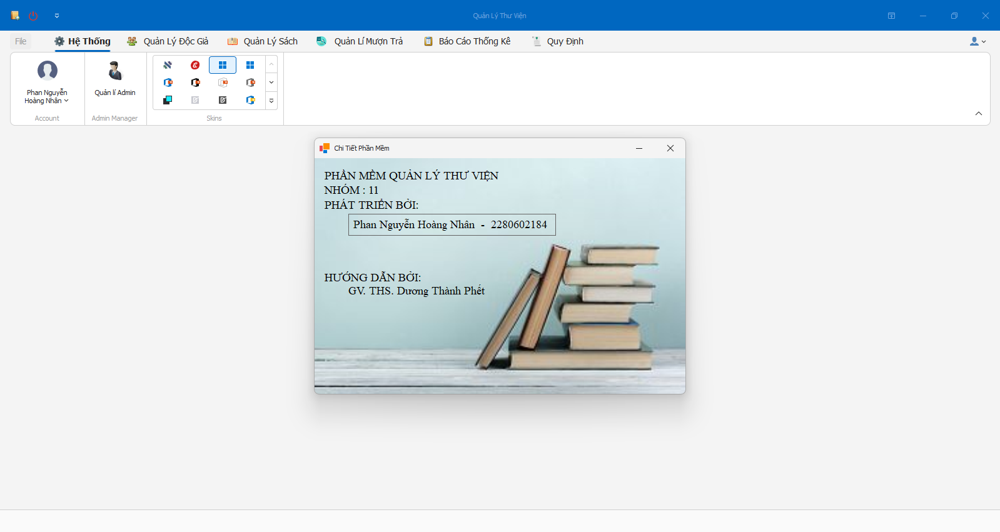 Quản Lý Thư Viện
File
Hệ Thống
Quản Lý Độc Giả
Quản Lý Sách
Quản Lí Mượn Trả
Báo Cáo Thống Kê
Quy Định
Phan Nguyễn
Hoàng Nhân
Quản lí Admin
Account
Admin Manager
Skins
Chi Tiết Phần Mềm
PHẦN MỀM QUẢN LÝ THƯ VIỆN
NHÓM : 11
PHÁT TRIỂN BỞI:
Phan Nguyễn Hoàng Nhân - 2280602184
HƯỚNG DẪN BỞI:
GV. THS. Dương Thành Phết